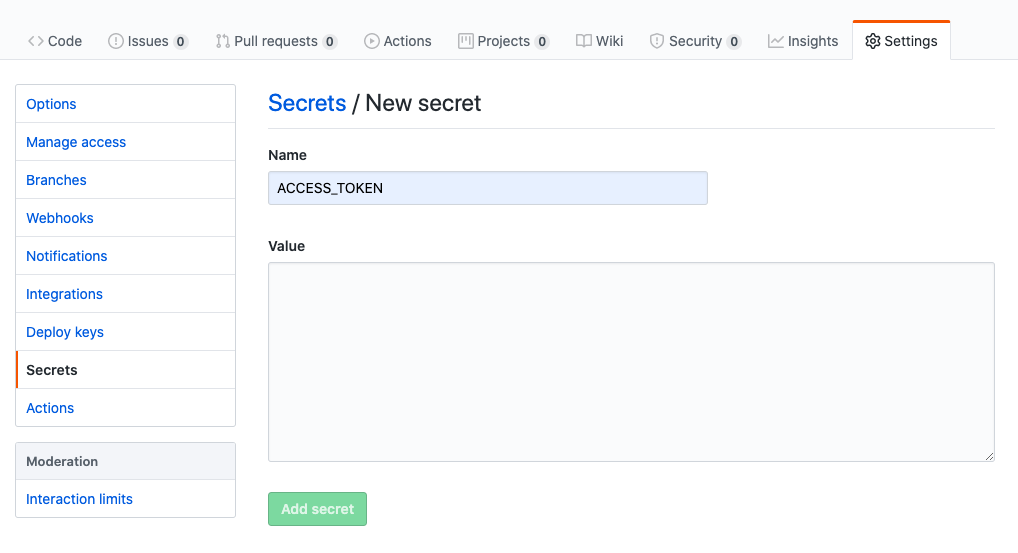 Code Issues 0 Pull requests 0 Actions Projects 0 Wiki Security 0 Insights Settings
Options
Manage access
Branches
Webhooks
Notifications
Integrations
Deploy keys
Secrets
Actions
Moderation
Interaction limits
Secrets / New secret
Name
ACCESS_TOKEN
Value
Add secret